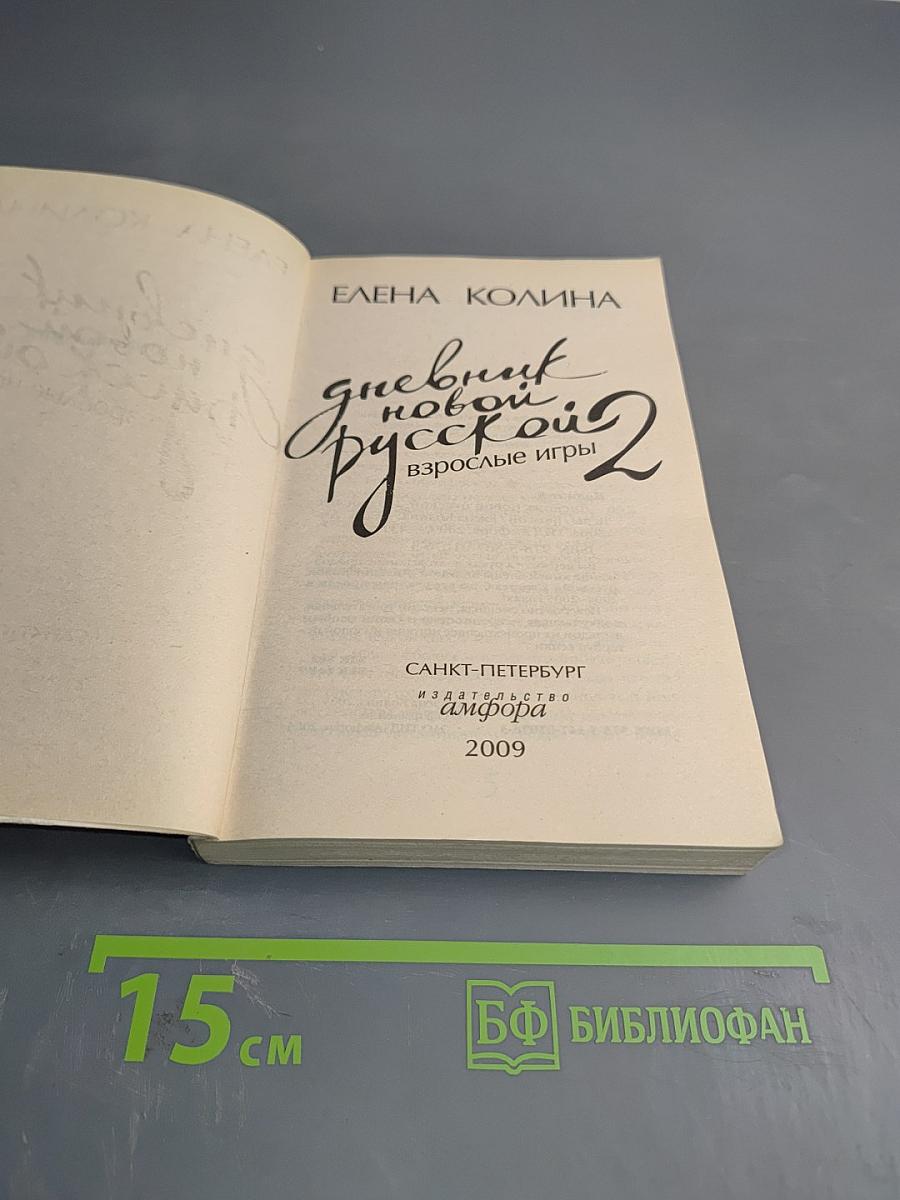 ЕЛЕНА КОЛИНА
дневник
новой
русской 2
взрослые игры
САНКТ-ПЕТЕРБУРГ
издательство
амфора
2009
15 см
БФ БИБЛИОФАН